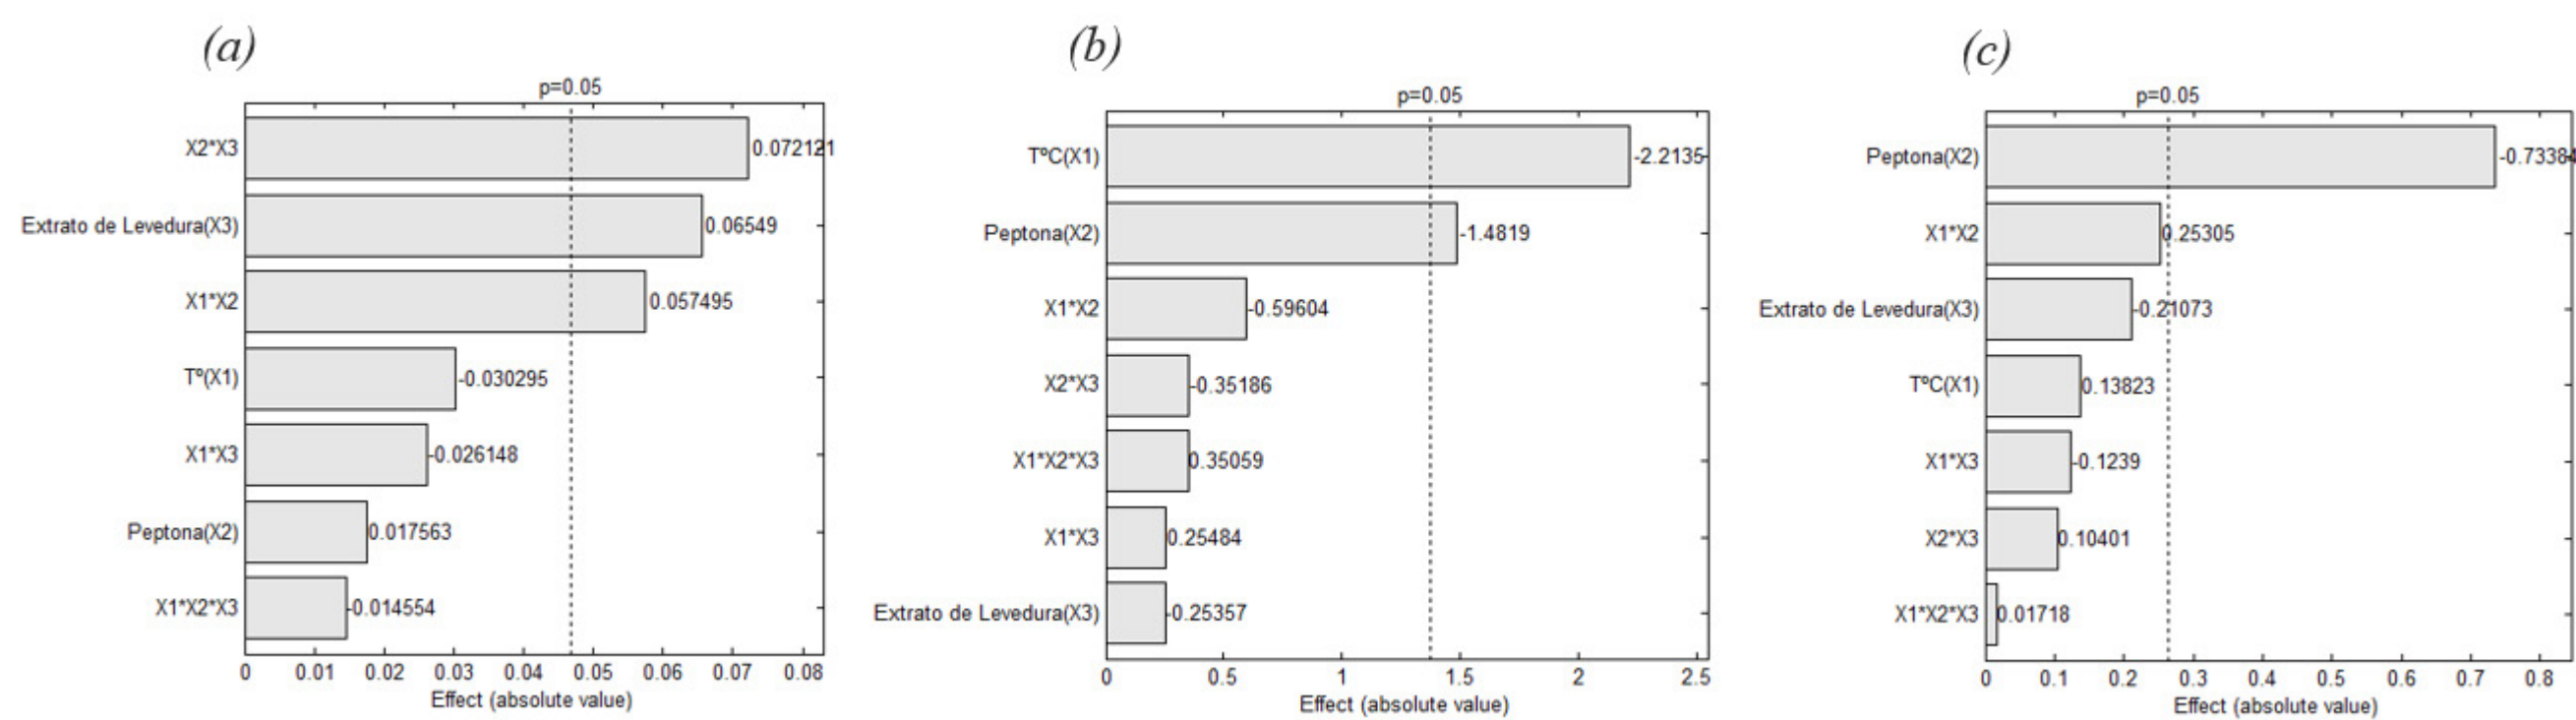 (a)
p=0.05
X2*X3
0.072121
Extrato de Levedura(X3)
0.06549
X1*X2
0.057495
Tº(X1)
-0.030295
X1*X3
-0.026148
Peptona(X2)
0.017563
X1*X2*X3
-0.014554
0 0.01 0.02 0.03 0.04 0.05 0.06 0.07 0.08
Effect (absolute value)
(b)
p=0.05
TºC(X1)
-2.2135
Peptona(X2)
-1.4819
X1*X2
-0.59604
X2*X3
-0.35186
X1*X2*X3
0.35059
X1*X3
0.25484
Extrato de Levedura(X3)
-0.25357
0 0.5 1 1.5 2 2.5
Effect (absolute value)
(c)
p=0.05
Peptona(X2)
-0.73384
X1*X2
0.25305
Extrato de Levedura(X3)
-0.21073
TºC(X1)
0.13823
X1*X3
-0.1239
X2*X3
0.10401
X1*X2*X3
0.01718
0 0.1 0.2 0.3 0.4 0.5 0.6 0.7 0.8
Effect (absolute value)